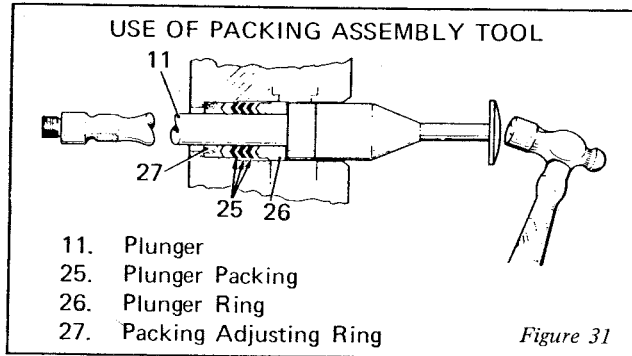 USE OF PACKING ASSEMBLY TOOL
11
27
25
26
11. Plunger
25. Plunger Packing
26. Plunger Ring
27. Packing Adjusting Ring
Figure 31